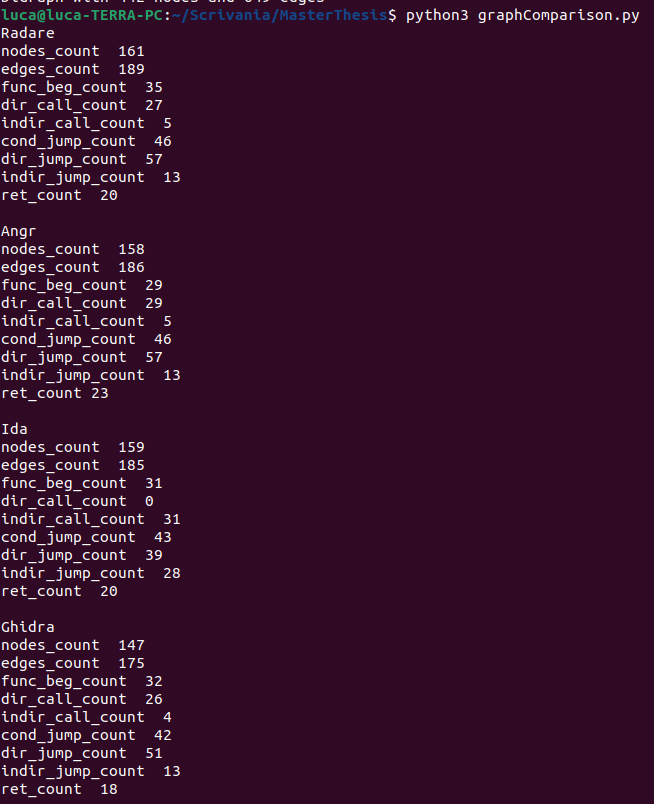 luca@luca-TERRA-PC:~/Scrivania/MasterThesis$ python3 graphComparison.py
Radare
nodes_count  161
edges_count  189
func_beg_count  35
dir_call_count  27
indir_call_count  5
cond_jump_count  46
dir_jump_count  57
indir_jump_count  13
ret_count  20

Angr
nodes_count  158
edges_count  186
func_beg_count  29
dir_call_count  29
indir_call_count  5
cond_jump_count  46
dir_jump_count  57
indir_jump_count  13
ret_count 23

Ida
nodes_count  159
edges_count  185
func_beg_count  31
dir_call_count  0
indir_call_count  31
cond_jump_count  43
dir_jump_count  39
indir_jump_count  28
ret_count  20

Ghidra
nodes_count  147
edges_count  175
func_beg_count  32
dir_call_count  26
indir_call_count  4
cond_jump_count  42
dir_jump_count  51
indir_jump_count  13
ret_count  18